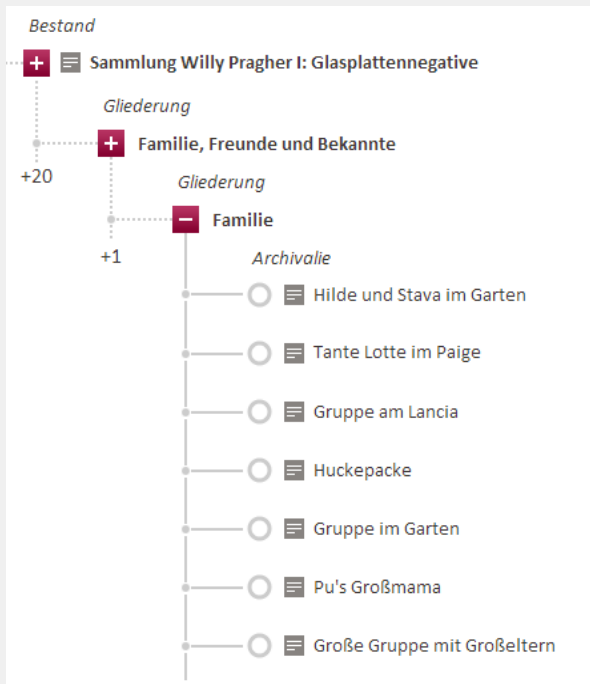 Bestand
Sammlung Willy Pragher I: Glasplattennegative
Gliederung
Familie, Freunde und Bekannte
+20
Gliederung
Familie
+1
Archivalie
Hilde und Stava im Garten
Tante Lotte im Paige
Gruppe am Lancia
Huckepacke
Gruppe im Garten
Pu's Großmama
Große Gruppe mit Großeltern